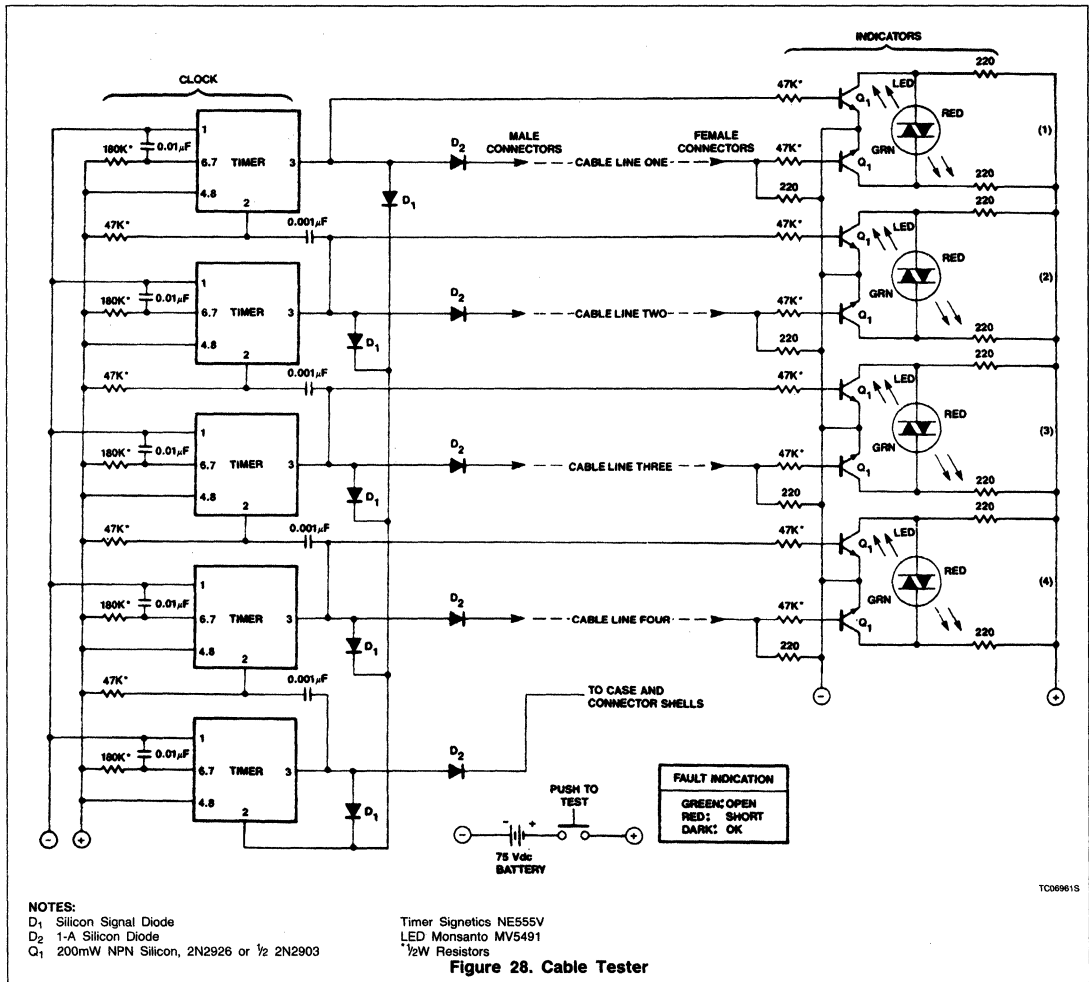 INDICATORS
CLOCK
220
47K*
Q1
LED
RED
GRN
(1)
220
1
180K*
0.01µF
6.7
TIMER
3
4.8
2
D2
D1
MALE
CONNECTORS
CABLE LINE ONE
FEMALE
CONNECTORS
47K*
Q1
220
47K*
0.001µF
47K*
220
Q1
LED
RED
GRN
(2)
220
1
180K*
0.01µF
6.7
TIMER
3
4.8
2
D2
D1
CABLE LINE TWO
47K*
Q1
220
47K*
0.001µF
47K*
220
Q1
LED
RED
GRN
(3)
220
1
180K*
0.01µF
6.7
TIMER
3
4.8
2
D2
D1
CABLE LINE THREE
47K*
Q1
220
47K*
0.001µF
47K*
220
Q1
LED
RED
GRN
(4)
220
1
180K*
0.01µF
6.7
TIMER
3
4.8
2
D2
D1
CABLE LINE FOUR
47K*
Q1
220
47K*
0.001µF
TO CASE AND
CONNECTOR SHELLS
− +
1
180K*
0.01µF
6.7
TIMER
3
4.8
2
D2
D1
− +
PUSH TO
TEST
− − + +
75 Vdc
BATTERY
FAULT INDICATION
GREEN: OPEN
RED: SHORT
DARK: OK
TC06961S
NOTES:
D1 Silicon Signal Diode
D2 1-A Silicon Diode
Q1 200mW NPN Silicon, 2N2926 or ½ 2N2903
Timer Signetics NE555V
LED Monsanto MV5491
*½W Resistors
Figure 28. Cable Tester